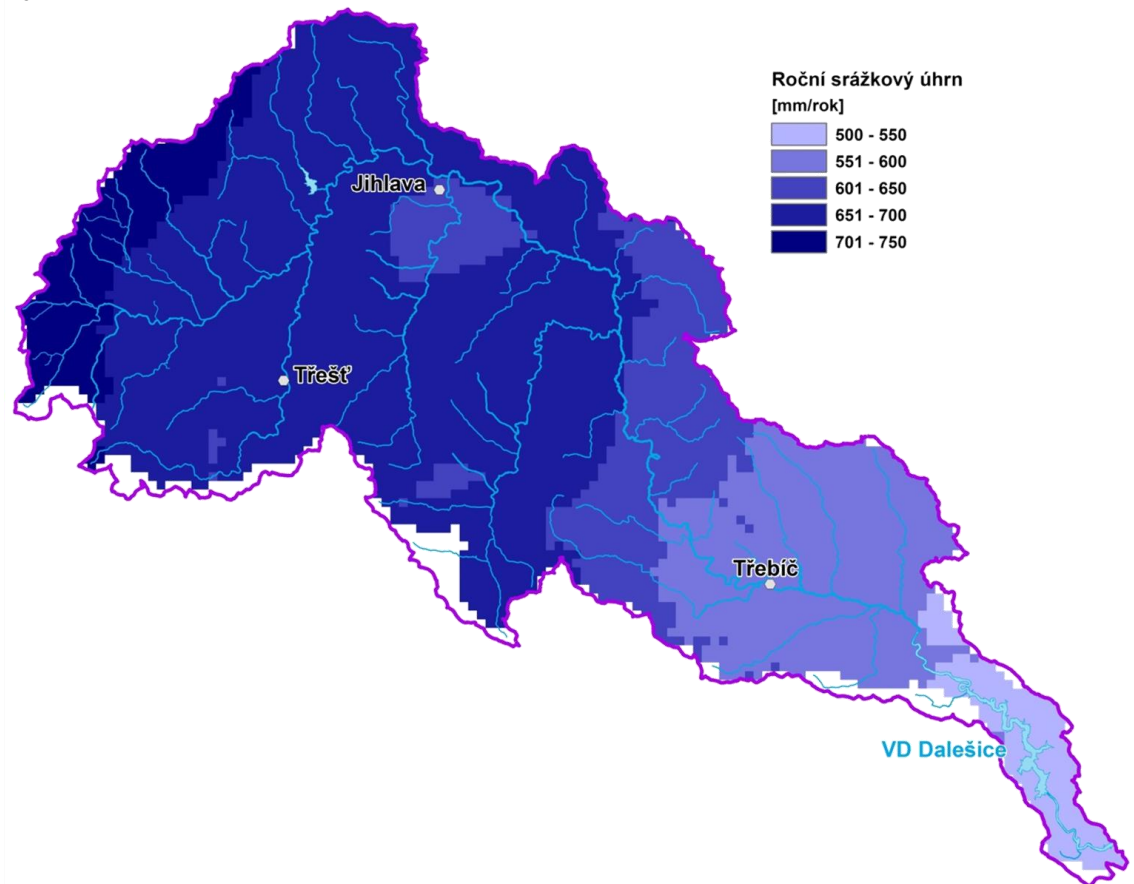 Roční srážkový úhrn
[mm/rok]
500 - 550
551 - 600
601 - 650
651 - 700
701 - 750
Jihlava
Třešť
Třebíč
VD Dalešice